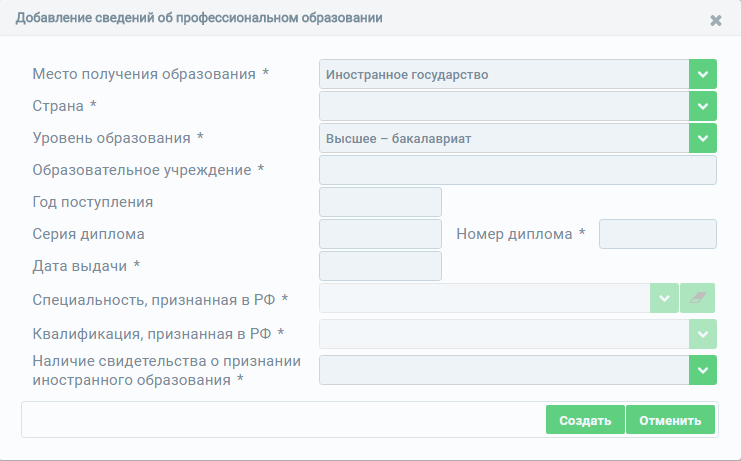 Добавление сведений об профессиональном образовании
Место получения образования * Иностранное государство
Страна *
Уровень образования * Высшее – бакалавриат
Образовательное учреждение *
Год поступления
Серия диплома Номер диплома *
Дата выдачи *
Специальность, признанная в РФ *
Квалификация, признанная в РФ *
Наличие свидетельства о признании
иностранного образования *
Создать Отменить